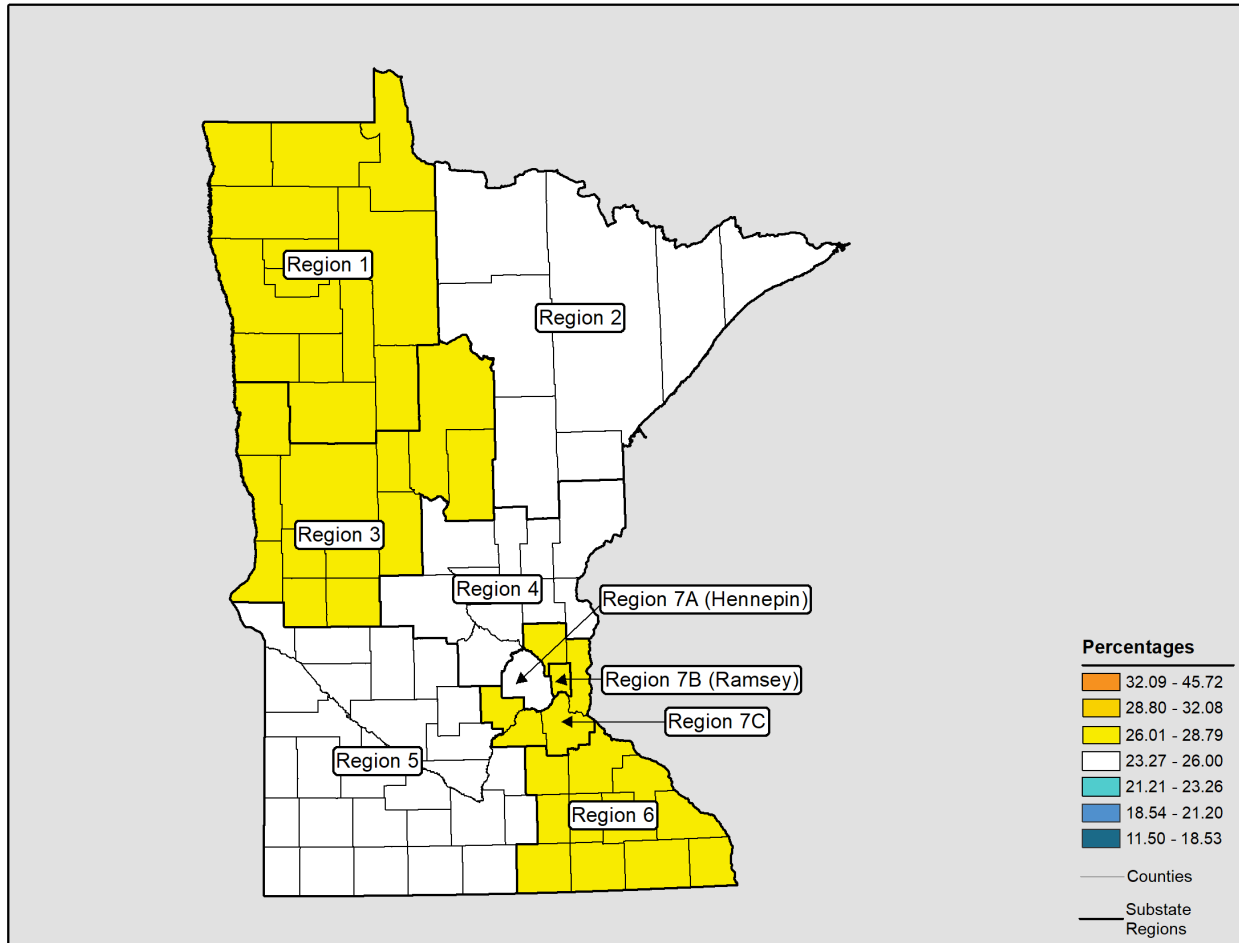 Region 1
Region 2
Region 3
Region 4
Region 7A (Hennepin)
Region 7B (Ramsey)
Region 7C
Region 5
Region 6
Percentages
32.09 - 45.72
28.80 - 32.08
26.01 - 28.79
23.27 - 26.00
21.21 - 23.26
18.54 - 21.20
11.50 - 18.53
Counties
Substate
Regions